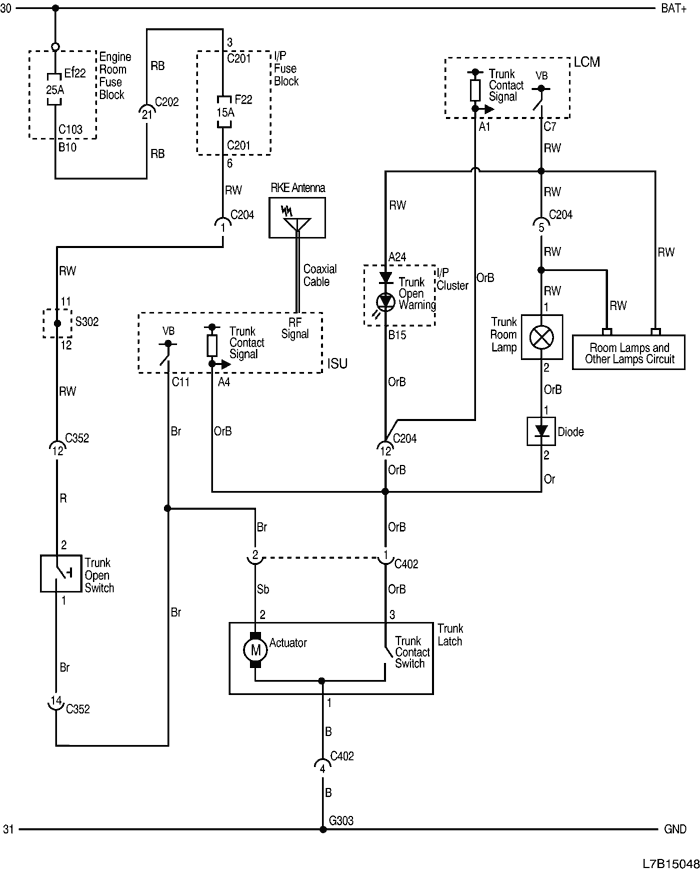 30
BAT+
Engine
Room
Fuse
Block
Ef22
25A
C103
B10
RB
C202
21
RB
3
C201
I/P
Fuse
Block
F22
15A
C201
6
RW
C204
1
RKE Antenna
Coaxial
Cable
LCM
Trunk
Contact
Signal
VB
A1
C7
RW
RW
RW
C204
5
RW
RW
RW
RW
A24
I/P
Cluster
Trunk
Open
Warning
B15
OrB
OrB
1
Trunk
Room
Lamp
2
Room Lamps and
Other Lamps Circuit
OrB
1
Diode
2
Or
RW
11
S302
12
RW
C352
12
R
2
Trunk
Open
Switch
1
Br
14
C352
VB
Trunk
Contact
Signal
RF
Signal
ISU
C11
A4
Br
OrB
C204
12
OrB
Br
OrB
2
1
C402
Sb
OrB
Br
2
3
Trunk
Latch
M
Actuator
Trunk
Contact
Switch
1
B
C402
4
B
31
G303
GND
L7B15048